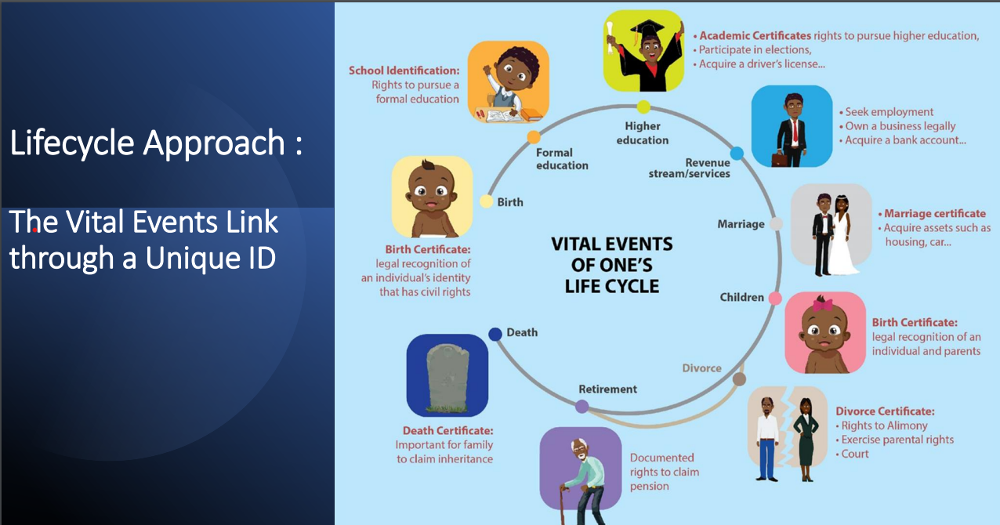 Lifecycle Approach :
The Vital Events Link
through a Unique ID
School Identification:
Rights to pursue a
formal education
• Academic Certificates rights to pursue higher education,
• Participate in elections,
• Acquire a driver's license...
Higher
education
• Seek employment
• Own a business legally
• Acquire a bank account...
Formal
education
Revenue
stream/services
Birth
Birth Certificate:
legal recognition of
an individual's identity
that has civil rights
Marriage
• Marriage certificate
• Acquire assets such as
housing, car...
VITAL EVENTS
OF ONE'S
LIFE CYCLE
Children
Birth Certificate:
legal recognition of an
individual and parents
Death
Divorce
Retirement
Divorce Certificate:
• Rights to Alimony
• Exercise parental rights
• Court
Death Certificate:
Important for family
to claim inheritance
Documented
rights to claim
pension